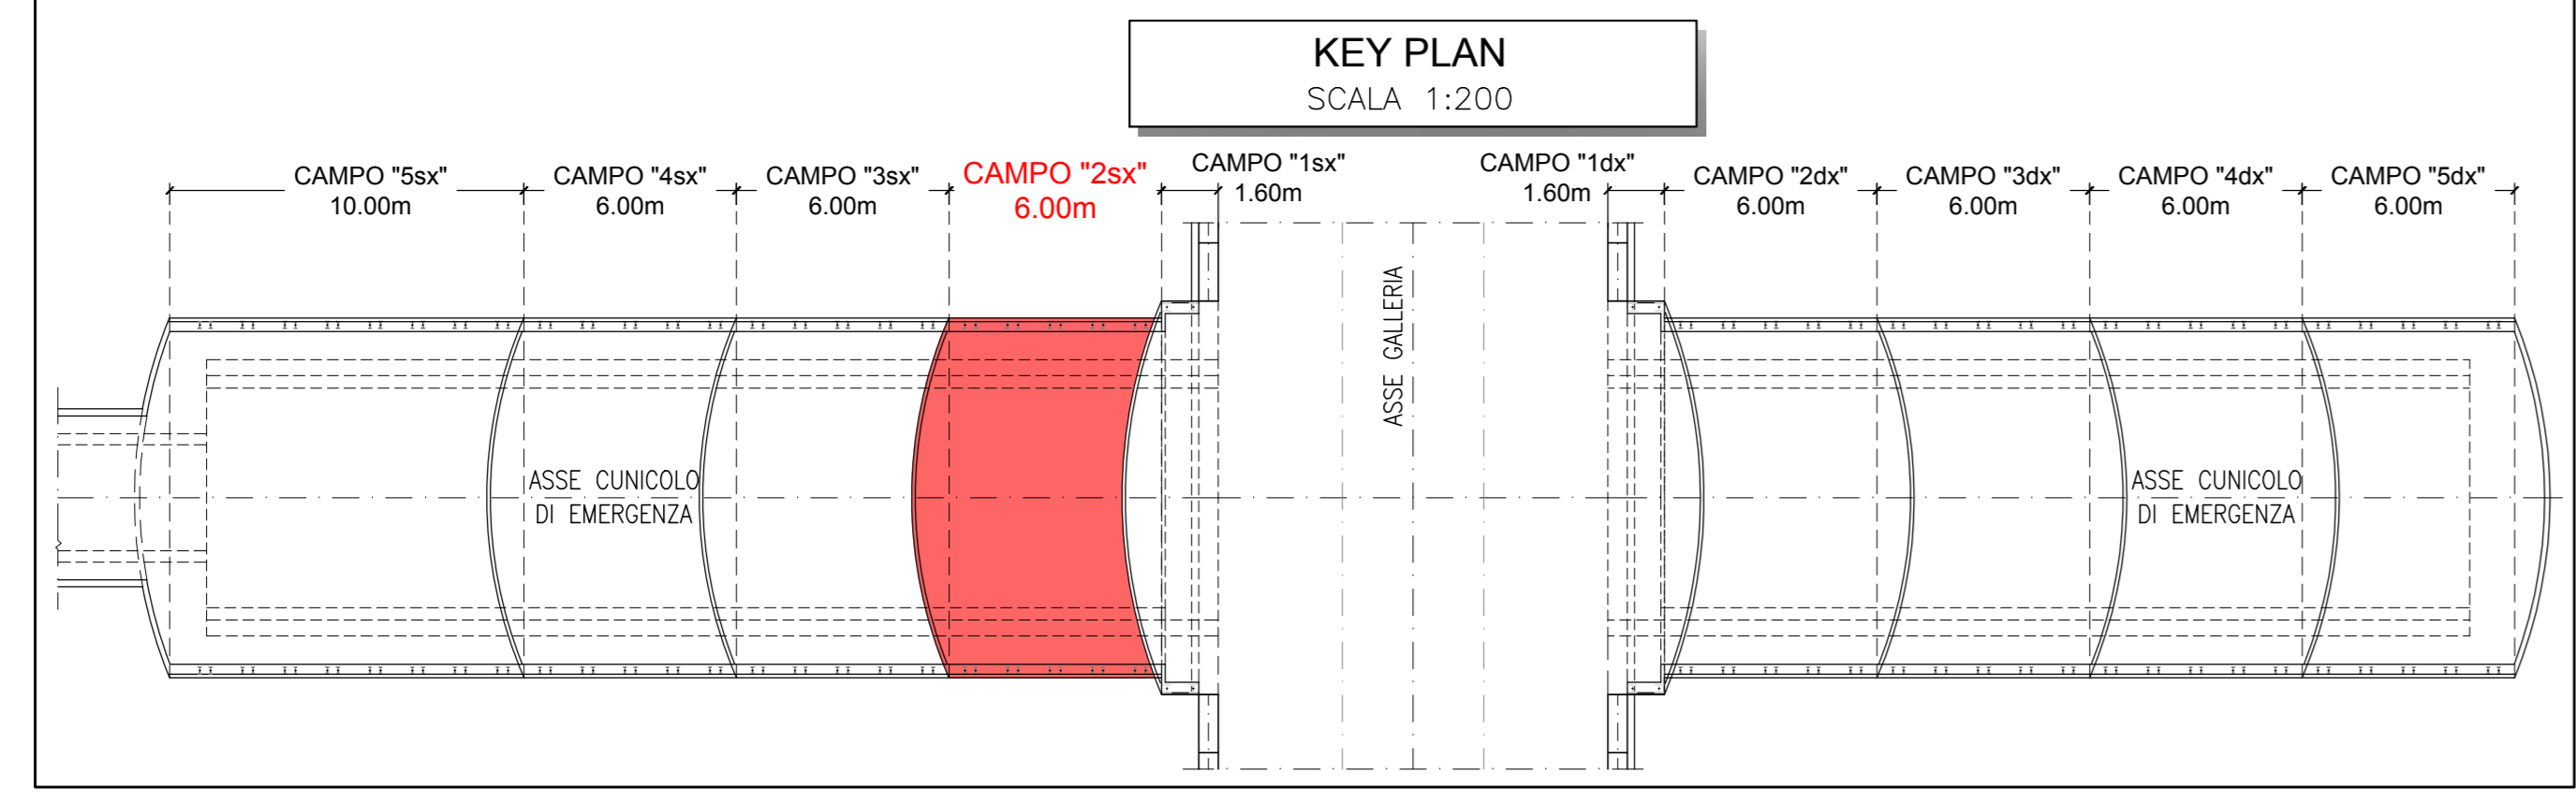 KEY PLAN
SCALA 1:200
CAMPO "5sx"
10.00m
CAMPO "4sx"
6.00m
CAMPO "3sx"
6.00m
CAMPO "2sx"
6.00m
CAMPO "1sx"
1.60m
CAMPO "1dx"
1.60m
CAMPO "2dx"
6.00m
CAMPO "3dx"
6.00m
CAMPO "4dx"
6.00m
CAMPO "5dx"
6.00m
ASSE GALLERIA
ASSE CUNICOLO
DI EMERGENZA
ASSE CUNICOLO
DI EMERGENZA